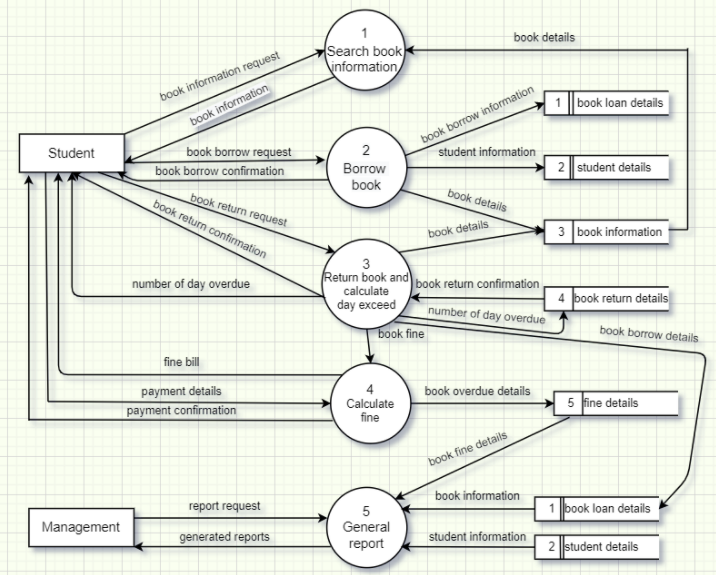 1
Search book
information
book details
book information request
book information
1 book loan details
book borrow information
Student
book borrow request
book borrow confirmation
2
Borrow
book
student information
2 student details
book details
book details
3 book information
book return request
book return confirmation
number of day overdue
3
Return book and
calculate
day exceed
book return confirmation
4 book return details
number of day overdue
book borrow details
book fine
fine bill
payment details
payment confirmation
4
Calculate
fine
book overdue details
5 fine details
book fine details
Management
report request
generated reports
5
General
report
book information
1 book loan details
student information
2 student details